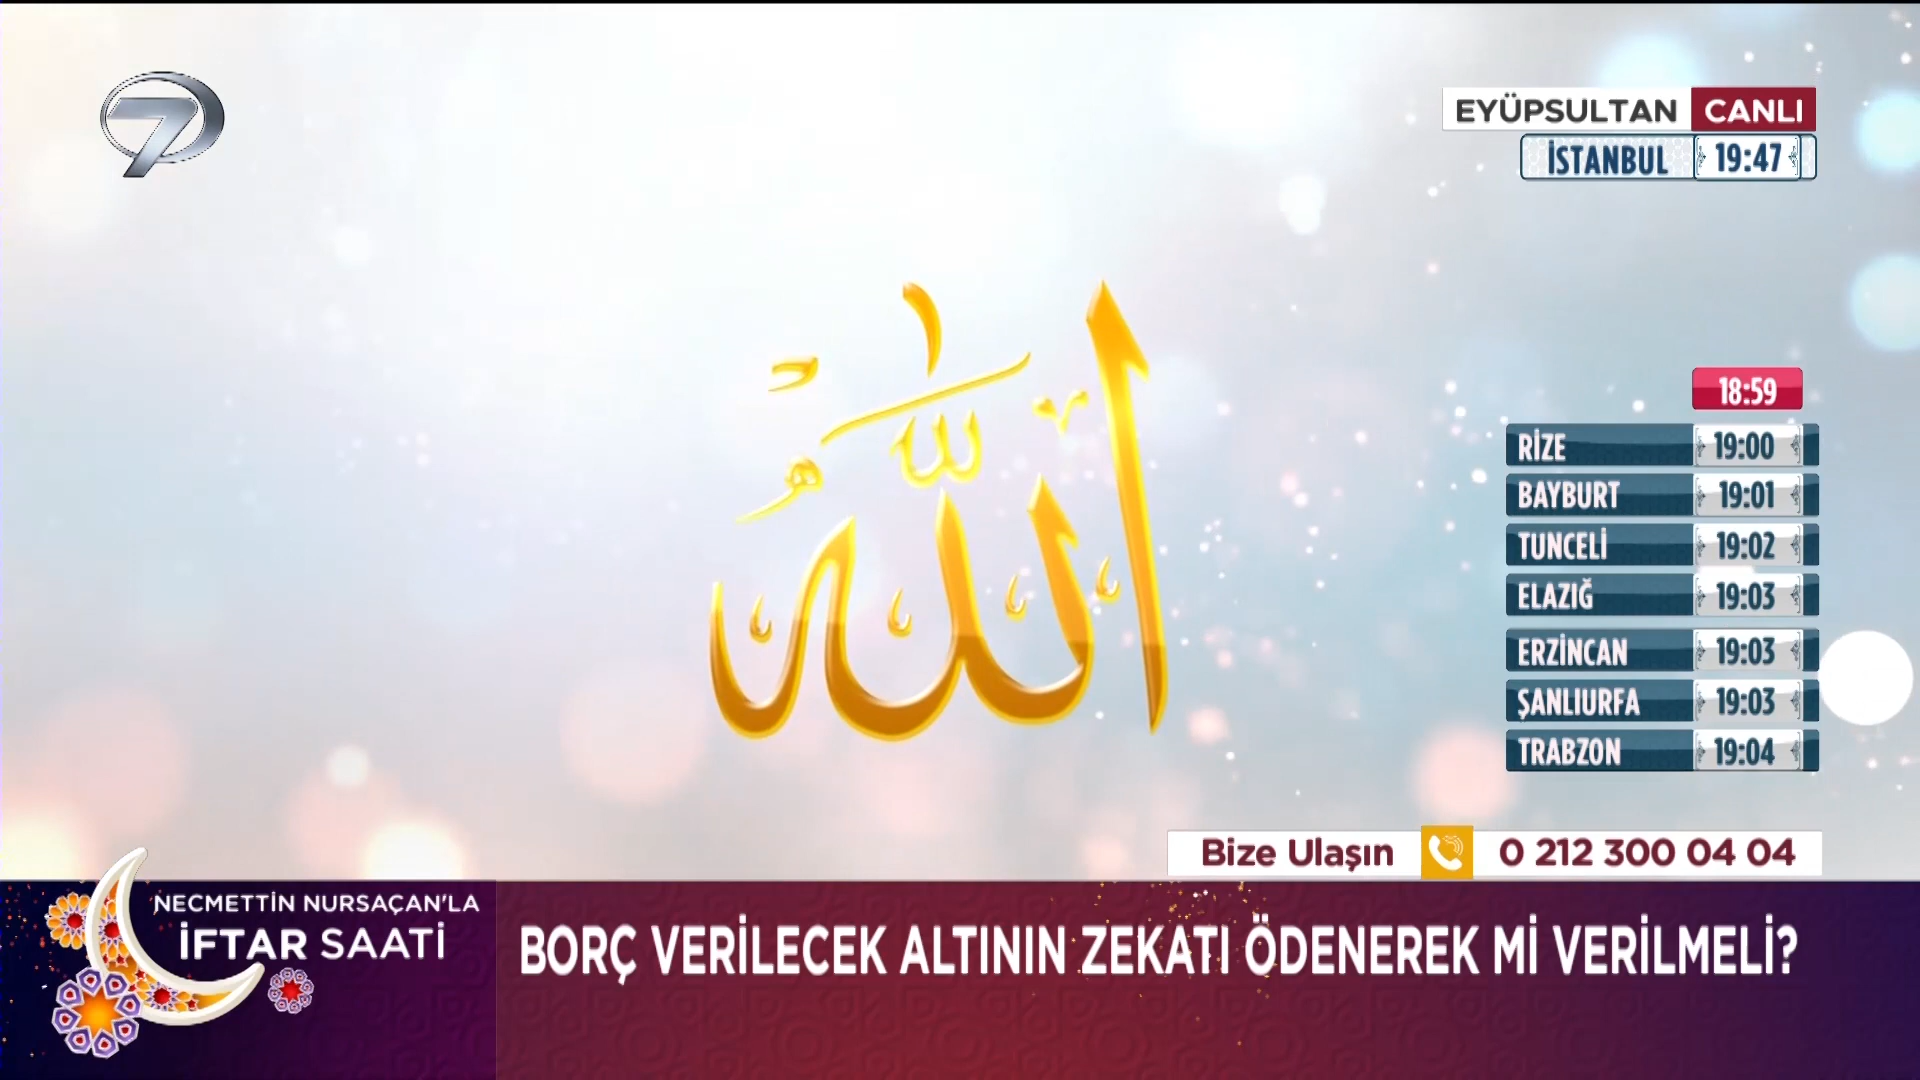 7
EYÜPSULTAN CANLI
İSTANBUL 19:47
اللّٰهُ
18:59
RİZE 19:00
BAYBURT 19:01
TUNCELİ 19:02
ELAZIĞ 19:03
ERZİNCAN 19:03
ŞANLIURFA 19:03
TRABZON 19:04
Bize Ulaşın 0 212 300 04 04
NECMETTİN NURSAÇAN'LA
İFTAR SAATİ
BORÇ VERİLECEK ALTININ ZEKATI ÖDENEREK Mİ VERİLMELİ?